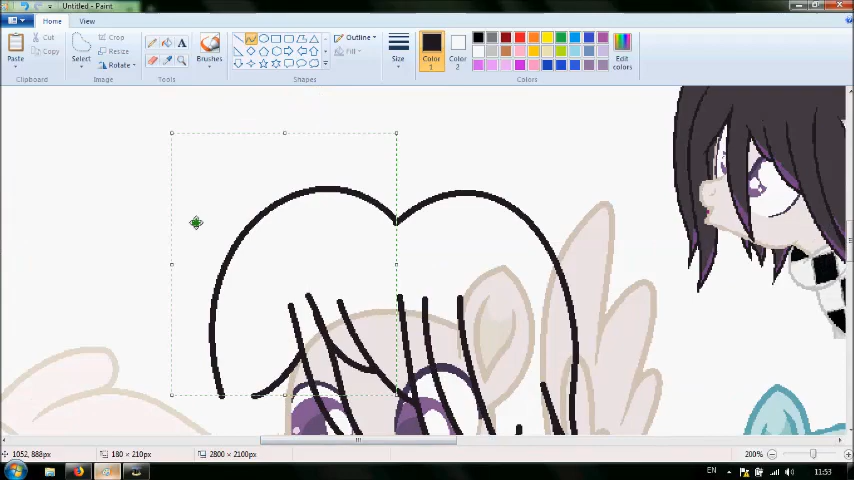 Untitled - Paint
Home View
Paste
Cut
Copy
Clipboard
Select
Crop
Resize
Rotate
Image
Tools
Brushes
Shapes
Outline
Fill
Size
Color 1
Color 2
Edit colors
Colors
1052, 888px
180 × 210px
2800 × 2100px
200%
EN
11:53